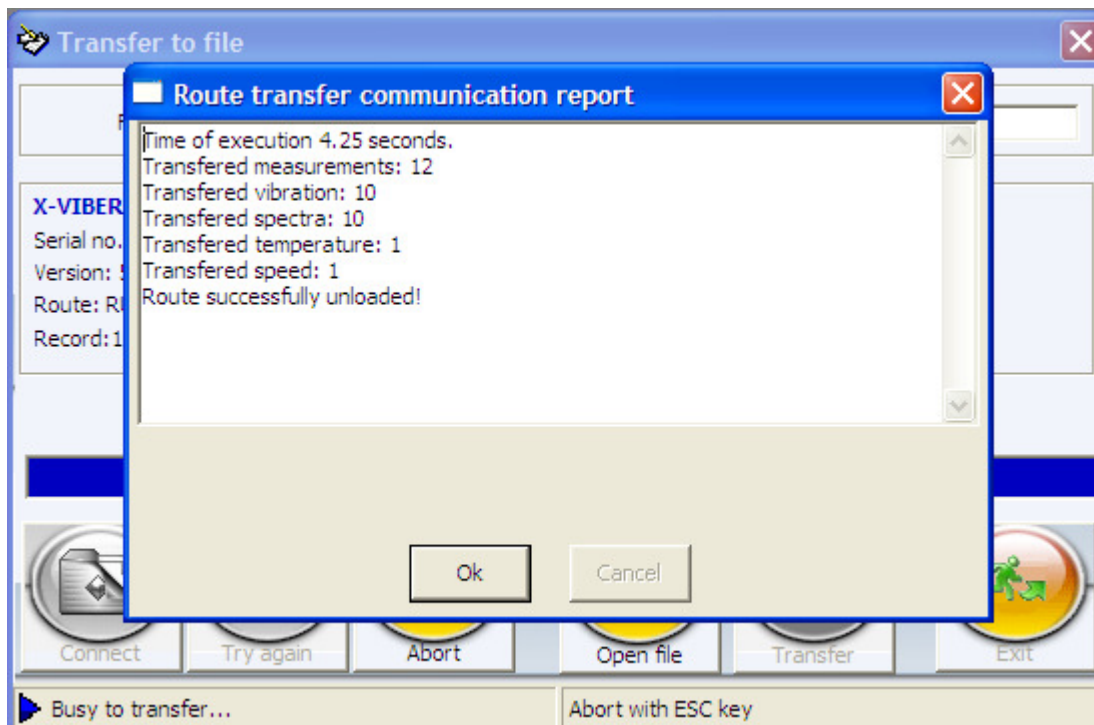 Transfer to file
Route transfer communication report
Time of execution 4.25 seconds.
Transfered measurements: 12
Transfered vibration: 10
Transfered spectra: 10
Transfered temperature: 1
Transfered speed: 1
Route successfully unloaded!
X-VIBER
Serial no.
Version:
Route:
Record:1
Ok
Cancel
Connect
Try again
Abort
Open file
Transfer
Exit
Busy to transfer...
Abort with ESC key